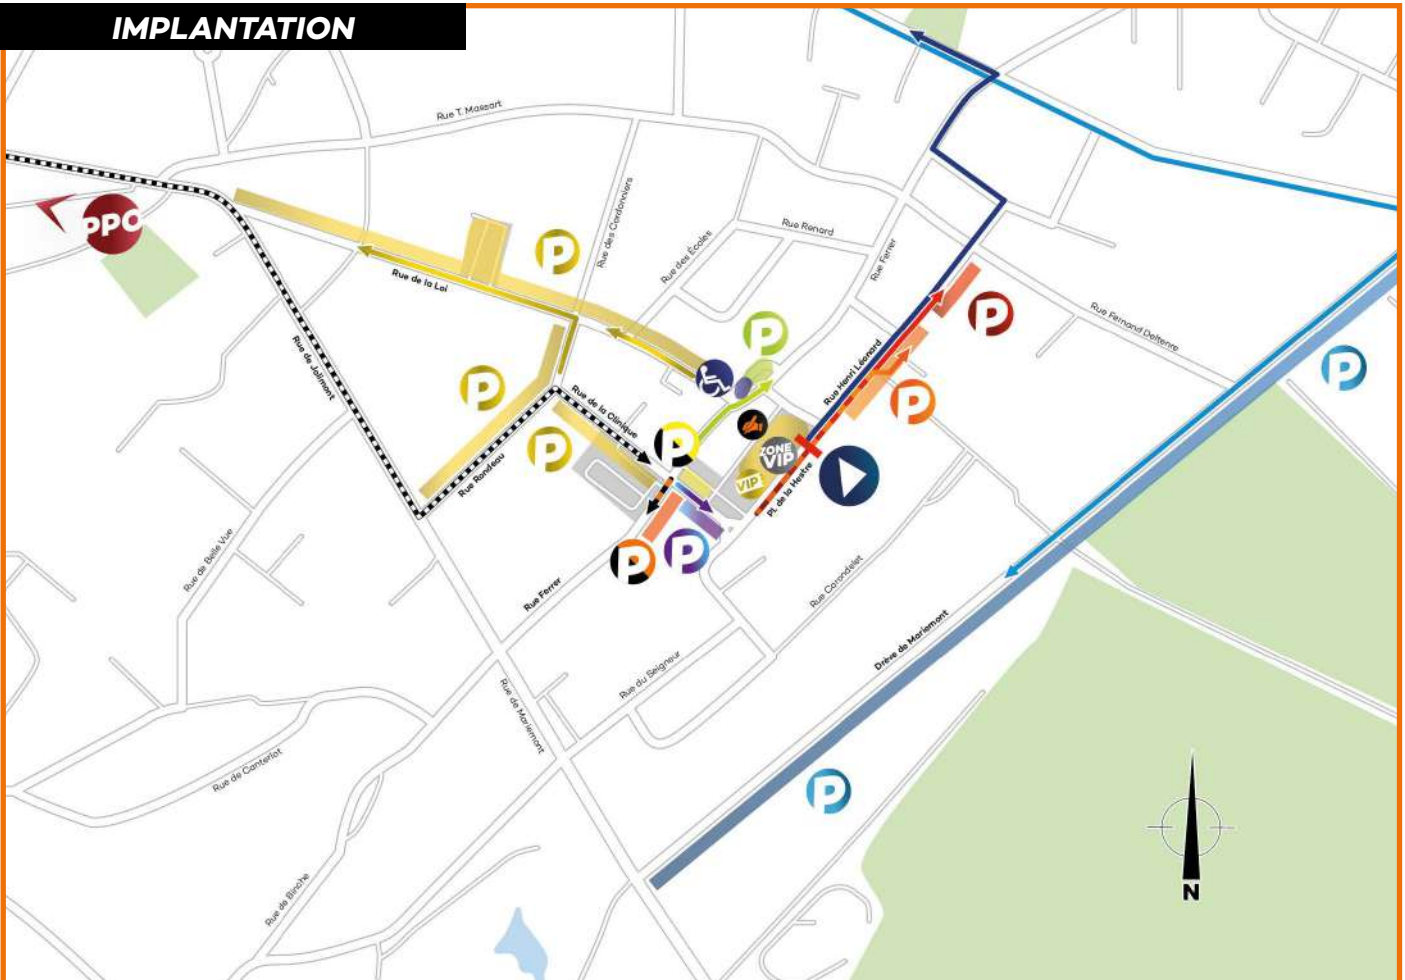 IMPLANTATION
Rue T. Massart
PPO
Rue des Cordonniers
P
Rue des Écoles
Rue Renard
Rue Ferrer
Rue de la Loi
Rue Fernand Deltenre
P
P
P
Rue de Jolimont
Rue Henri Léonard
P
P
Rue de la Clinique
P
P
ZONE
VIP
VIP
Rue Rondeau
Pl. de la Hestre
P
P
Rue de Belle Vue
Rue Ferrer
Rue Carondelet
Drève de Mariemont
Rue du Seigneur
Rue de Mariemont
Rue de Canterlot
P
Rue de Binche
N